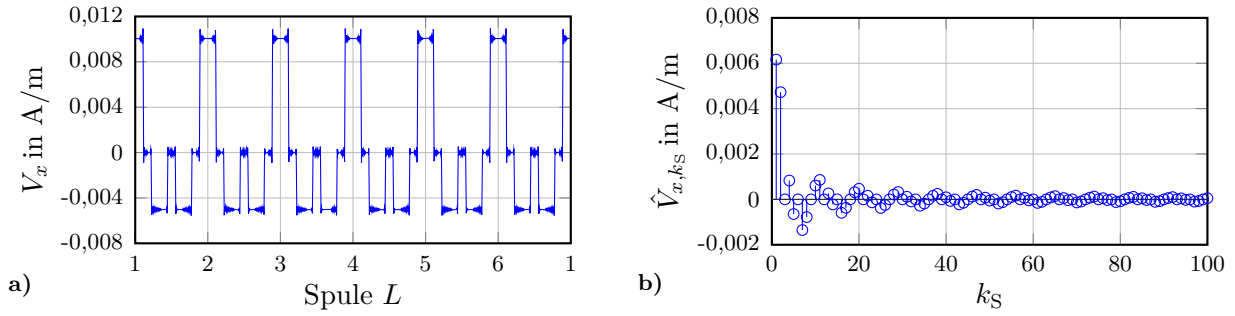 0,012
0,008
0,004
0
-0,004
-0,008
V_x in A/m
1 2 3 4 5 6 1
Spule L
a)
0,008
0,006
0,004
0,002
0
-0,002
V̂_{x,k_S} in A/m
0 20 40 60 80 100
k_S
b)